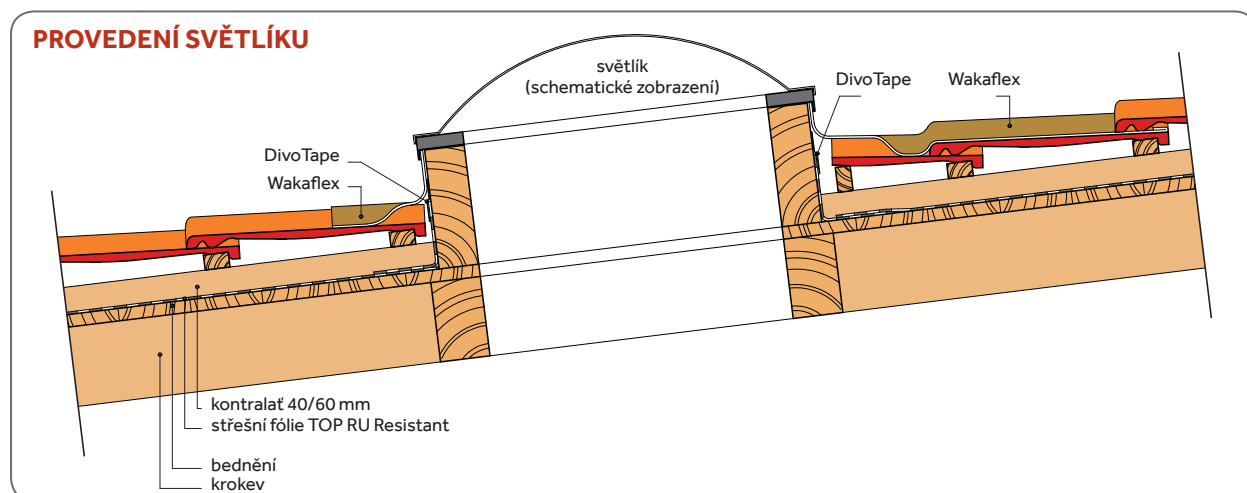 PROVEDENÍ SVĚTLÍKU
světlík
(schematické zobrazení)
DivoTape
Wakaflex
DivoTape
Wakaflex
kontralať 40/60 mm
střešní fólie TOP RU Resistant
bednění
krokev